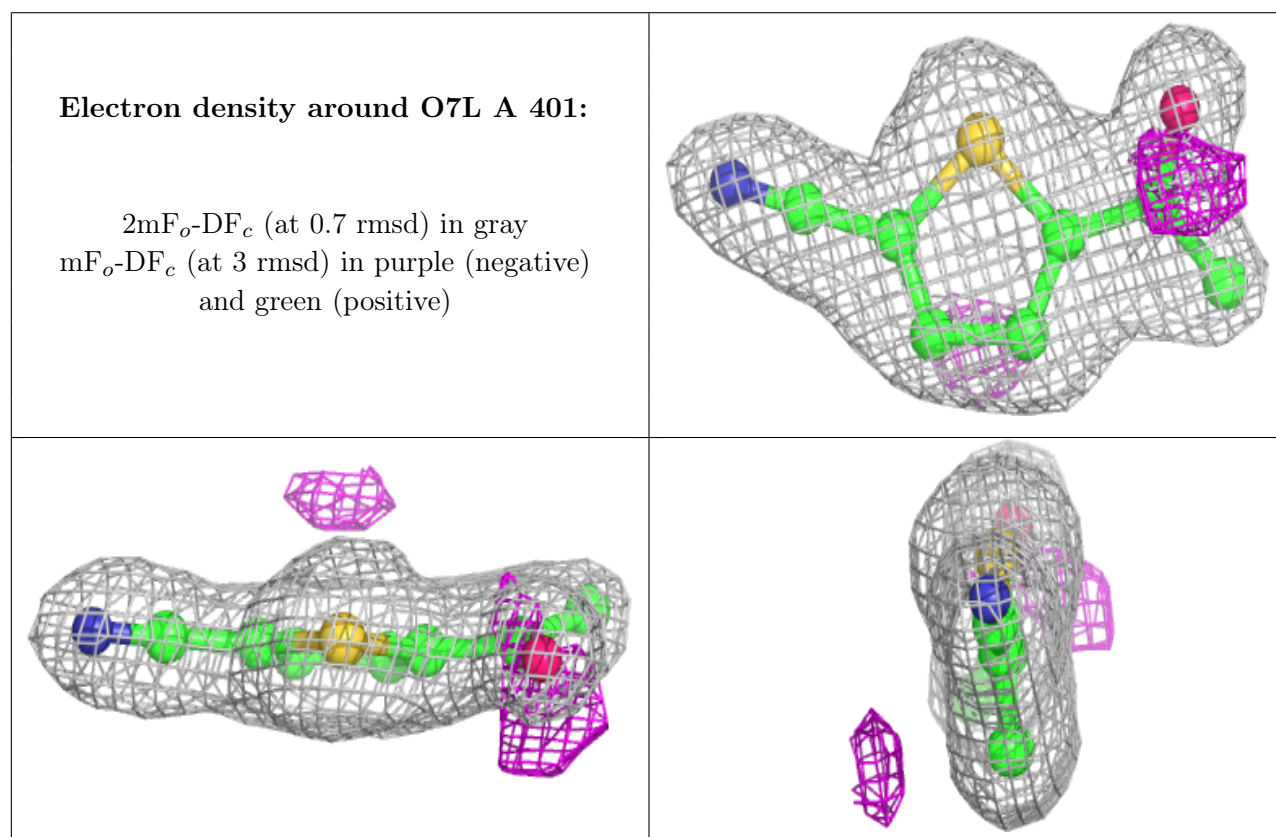 Electron density around O7L A 401:
2mFo-DFc (at 0.7 rmsd) in gray
mFo-DFc (at 3 rmsd) in purple (negative)
and green (positive)